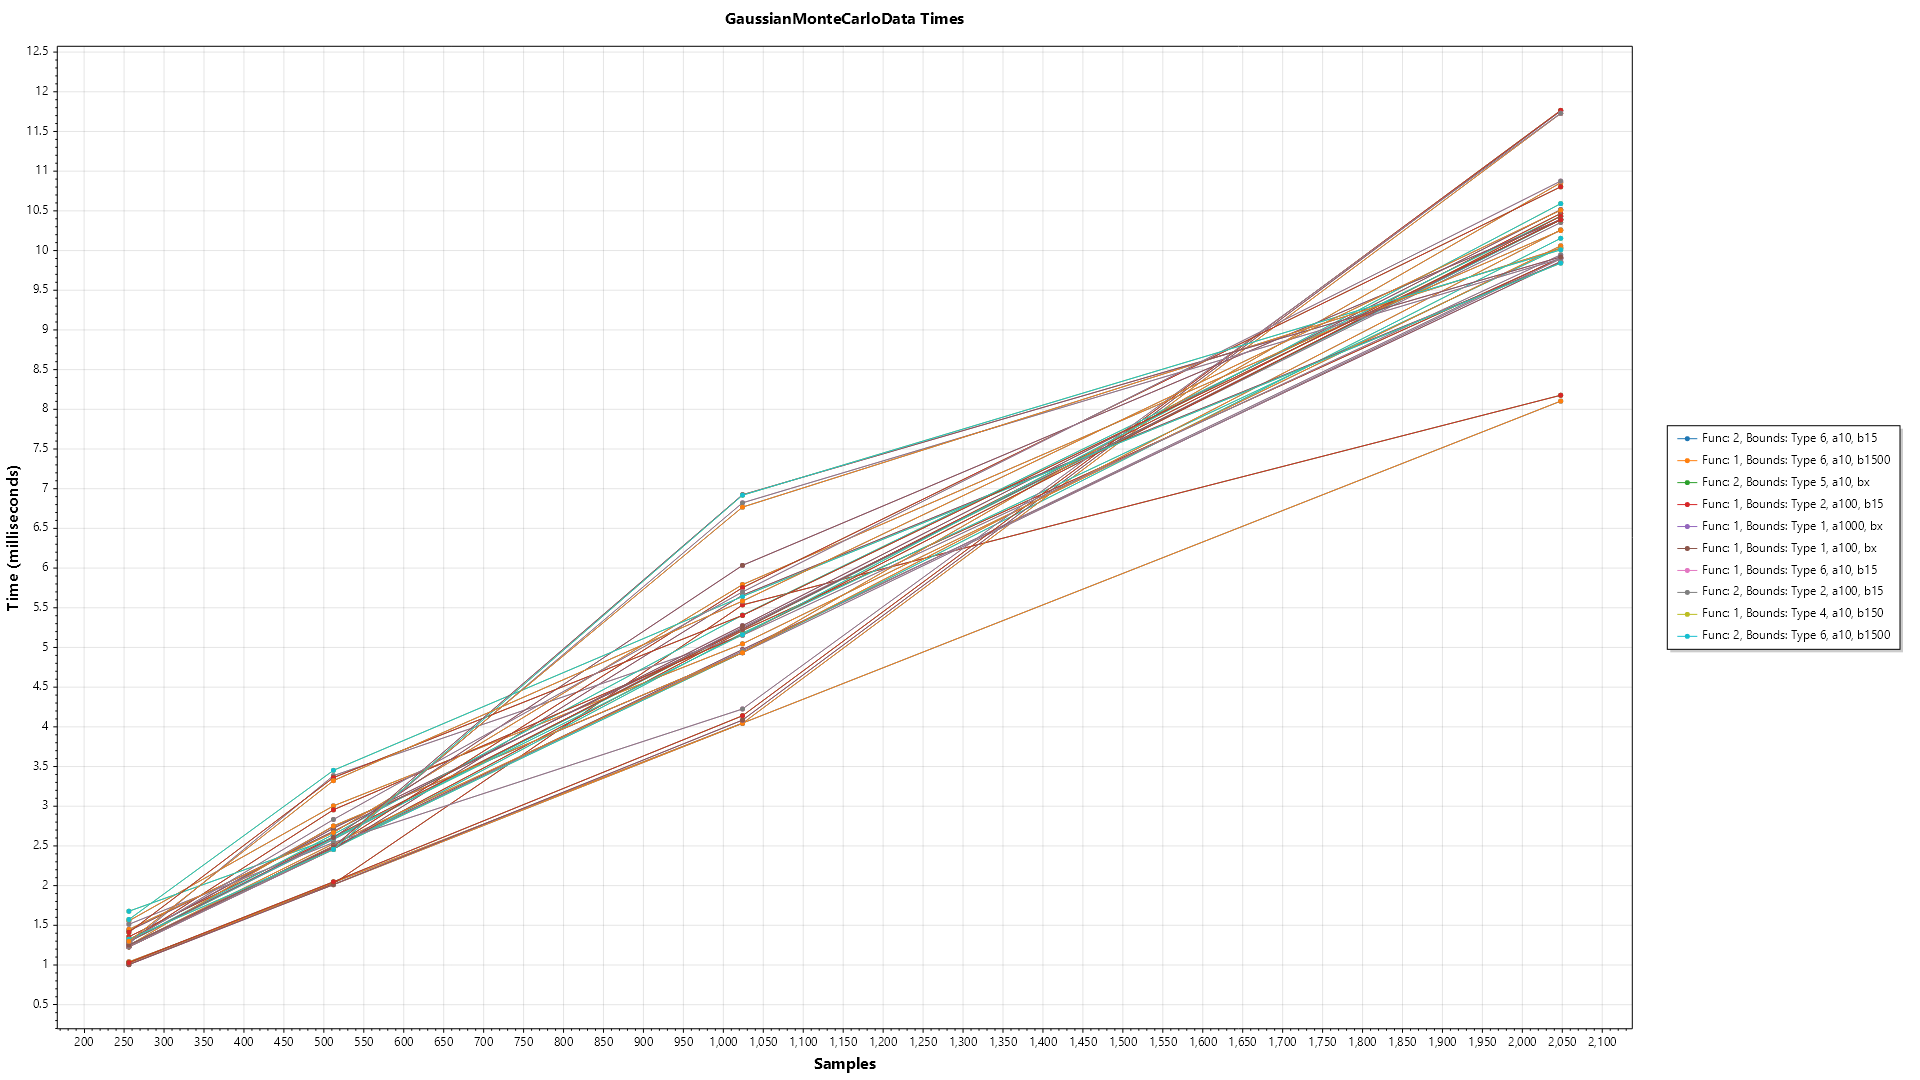 GaussianMonteCarloData Times
12.5
12
11.5
11
10.5
10
9.5
9
8.5
8
7.5
7
6.5
6
5.5
5
4.5
4
3.5
3
2.5
2
1.5
1
0.5
Time (milliseconds)
200 250 300 350 400 450 500 550 600 650 700 750 800 850 900 950 1,000 1,050 1,100 1,150 1,200 1,250 1,300 1,350 1,400 1,450 1,500 1,550 1,600 1,650 1,700 1,750 1,800 1,850 1,900 1,950 2,000 2,050 2,100
Samples
Func: 2, Bounds: Type 6, a10, b15
Func: 1, Bounds: Type 6, a10, b1500
Func: 2, Bounds: Type 5, a10, bx
Func: 1, Bounds: Type 2, a100, b15
Func: 1, Bounds: Type 1, a1000, bx
Func: 1, Bounds: Type 1, a100, bx
Func: 1, Bounds: Type 6, a10, b15
Func: 2, Bounds: Type 2, a100, b15
Func: 1, Bounds: Type 4, a10, b150
Func: 2, Bounds: Type 6, a10, b1500